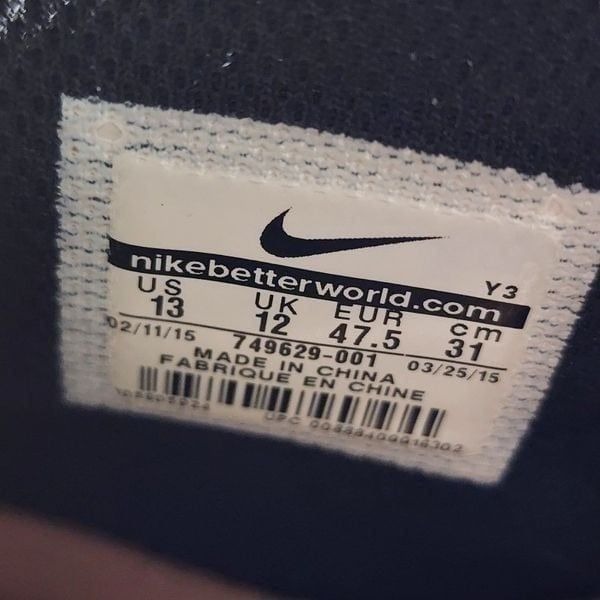 nikebetterworld.com
Y3
US UK EUR cm
13 12 47.5 31
02/11/15 749629-001 03/25/15
MADE IN CHINA
FABRIQUE EN CHINE
UPC